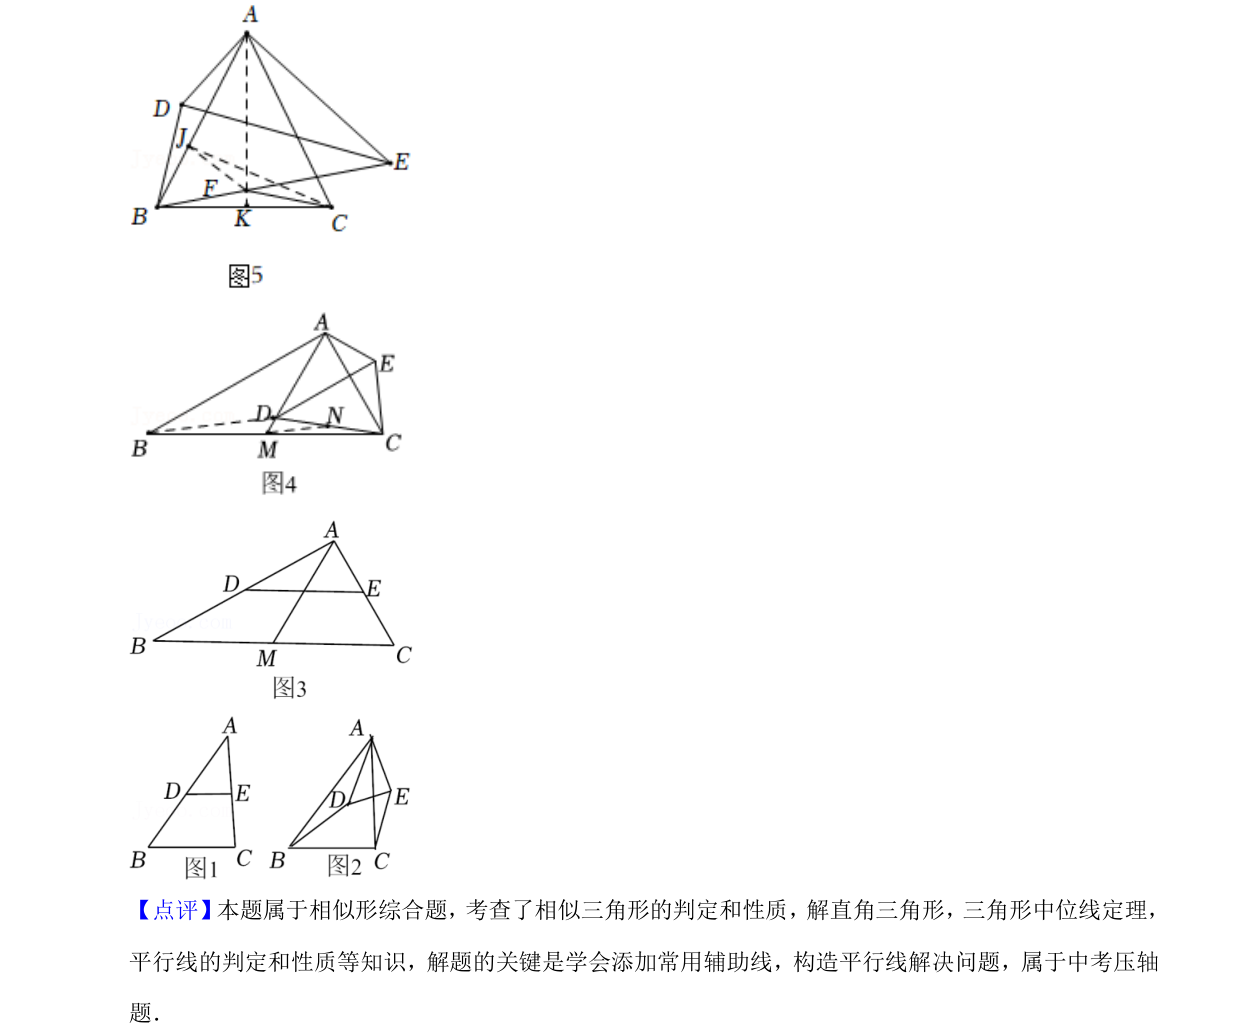 A
D
J
E
F
B
K
C
图5
A
E
D
N
B
M
C
图4
A
D
E
B
M
C
图3
A
A
D
E
D
E
B
图1
C
B
图2
C
【点评】本题属于相似形综合题，考查了相似三角形的判定和性质，解直角三角形，三角形中位线定理，
平行线的判定和性质等知识，解题的关键是学会添加常用辅助线，构造平行线解决问题，属于中考压轴
题．